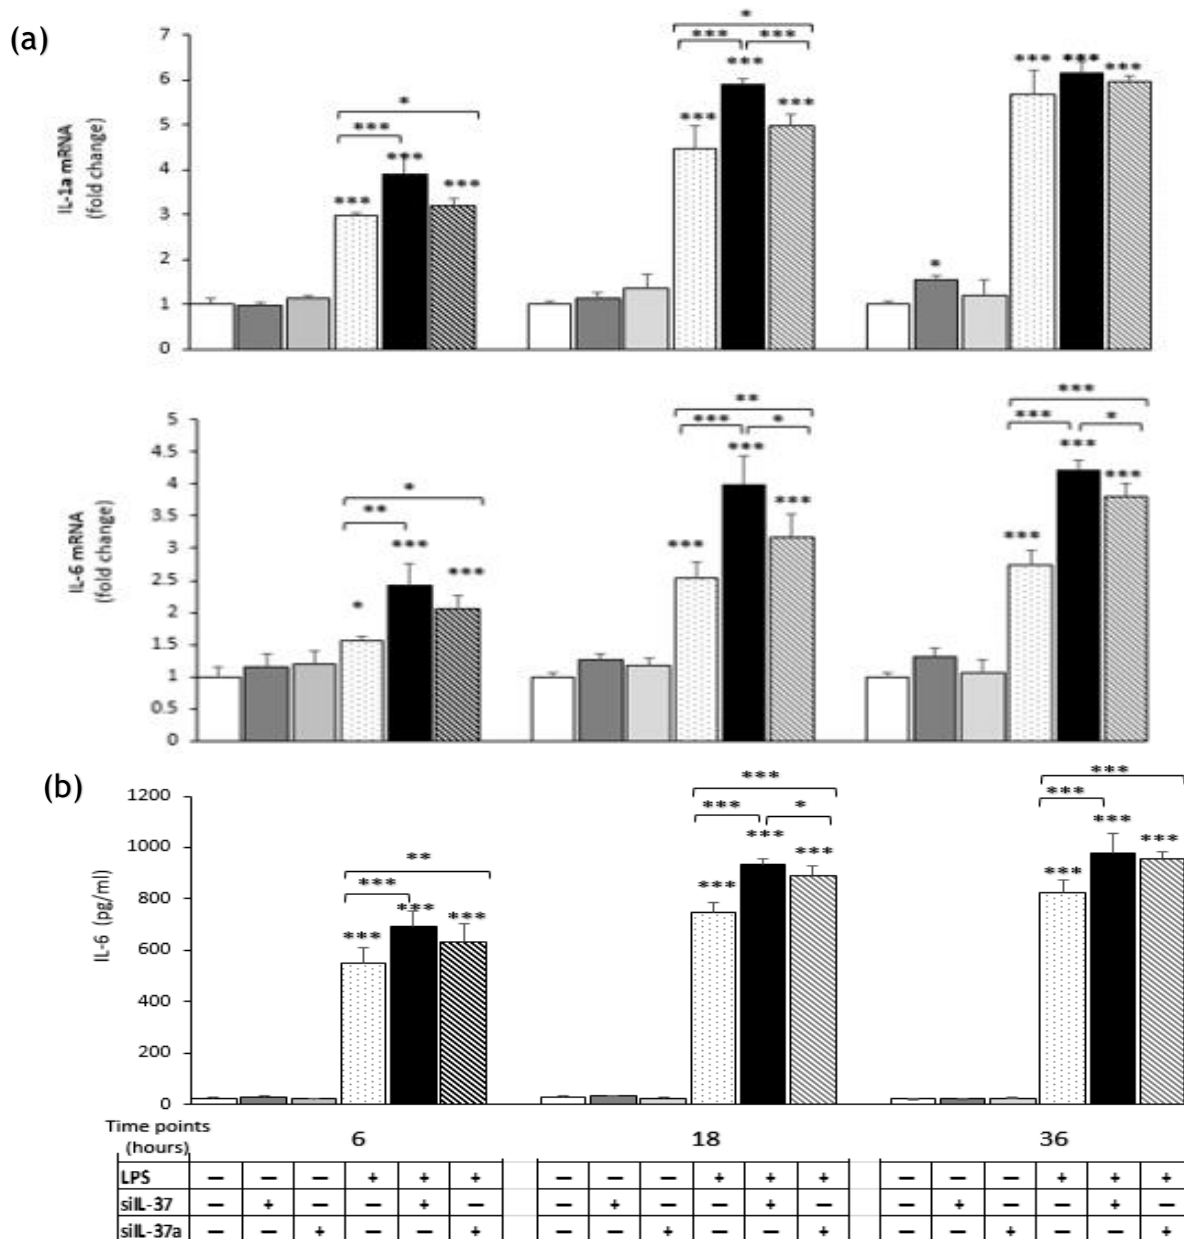 (a)
* 
*** ***
*** *** *** ***
*
***
*** ***
*** ***
*** ***
*
7
6
5
4
3
2
1
0
IL-1a mRNA
(fold change)
***
** *** *
*** * ***
*** ***
*
** ***
*** *** ***
*** ***
*
5
4.5
4
3.5
3
2.5
2
1.5
1
0.5
0
IL-6 mRNA
(fold change)
(b)
*** ***
*** * ***
*** *** *** ***
** ***
*** ***
*** ***
***
1200
1000
800
600
400
200
0
IL-6 (pg/ml)
Time points
(hours)
6 18 36
LPS — — — + + + — — — + + + — — — + + +
siIL-37 — + — — + — — + — — + — — + — — + —
siIL-37a — — + — — + — — + — — + — — + — — +